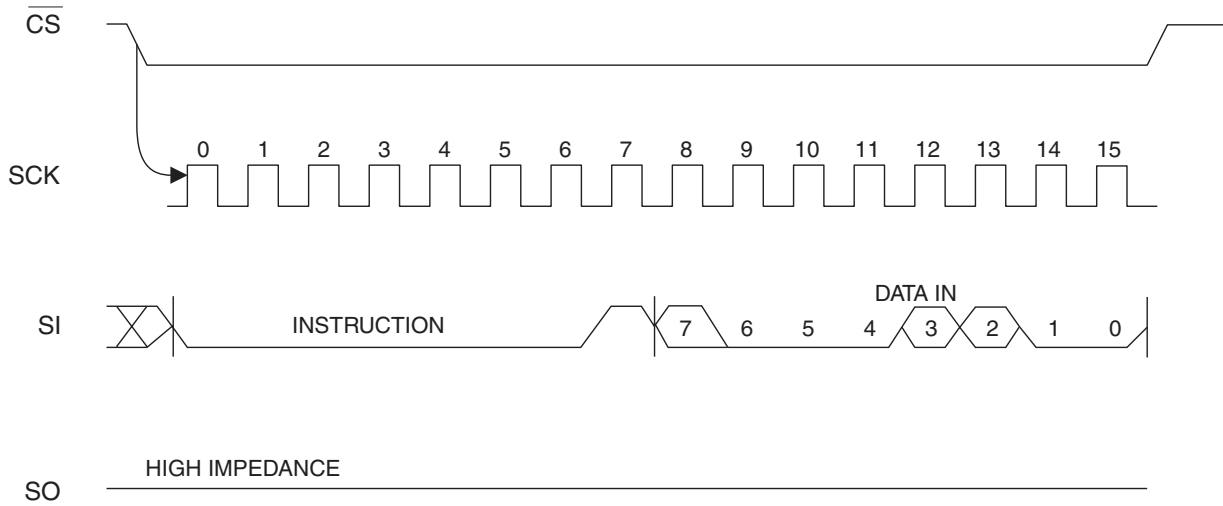 CS
SCK
0 1 2 3 4 5 6 7 8 9 10 11 12 13 14 15
SI
INSTRUCTION
DATA IN
7 6 5 4 3 2 1 0
HIGH IMPEDANCE
SO